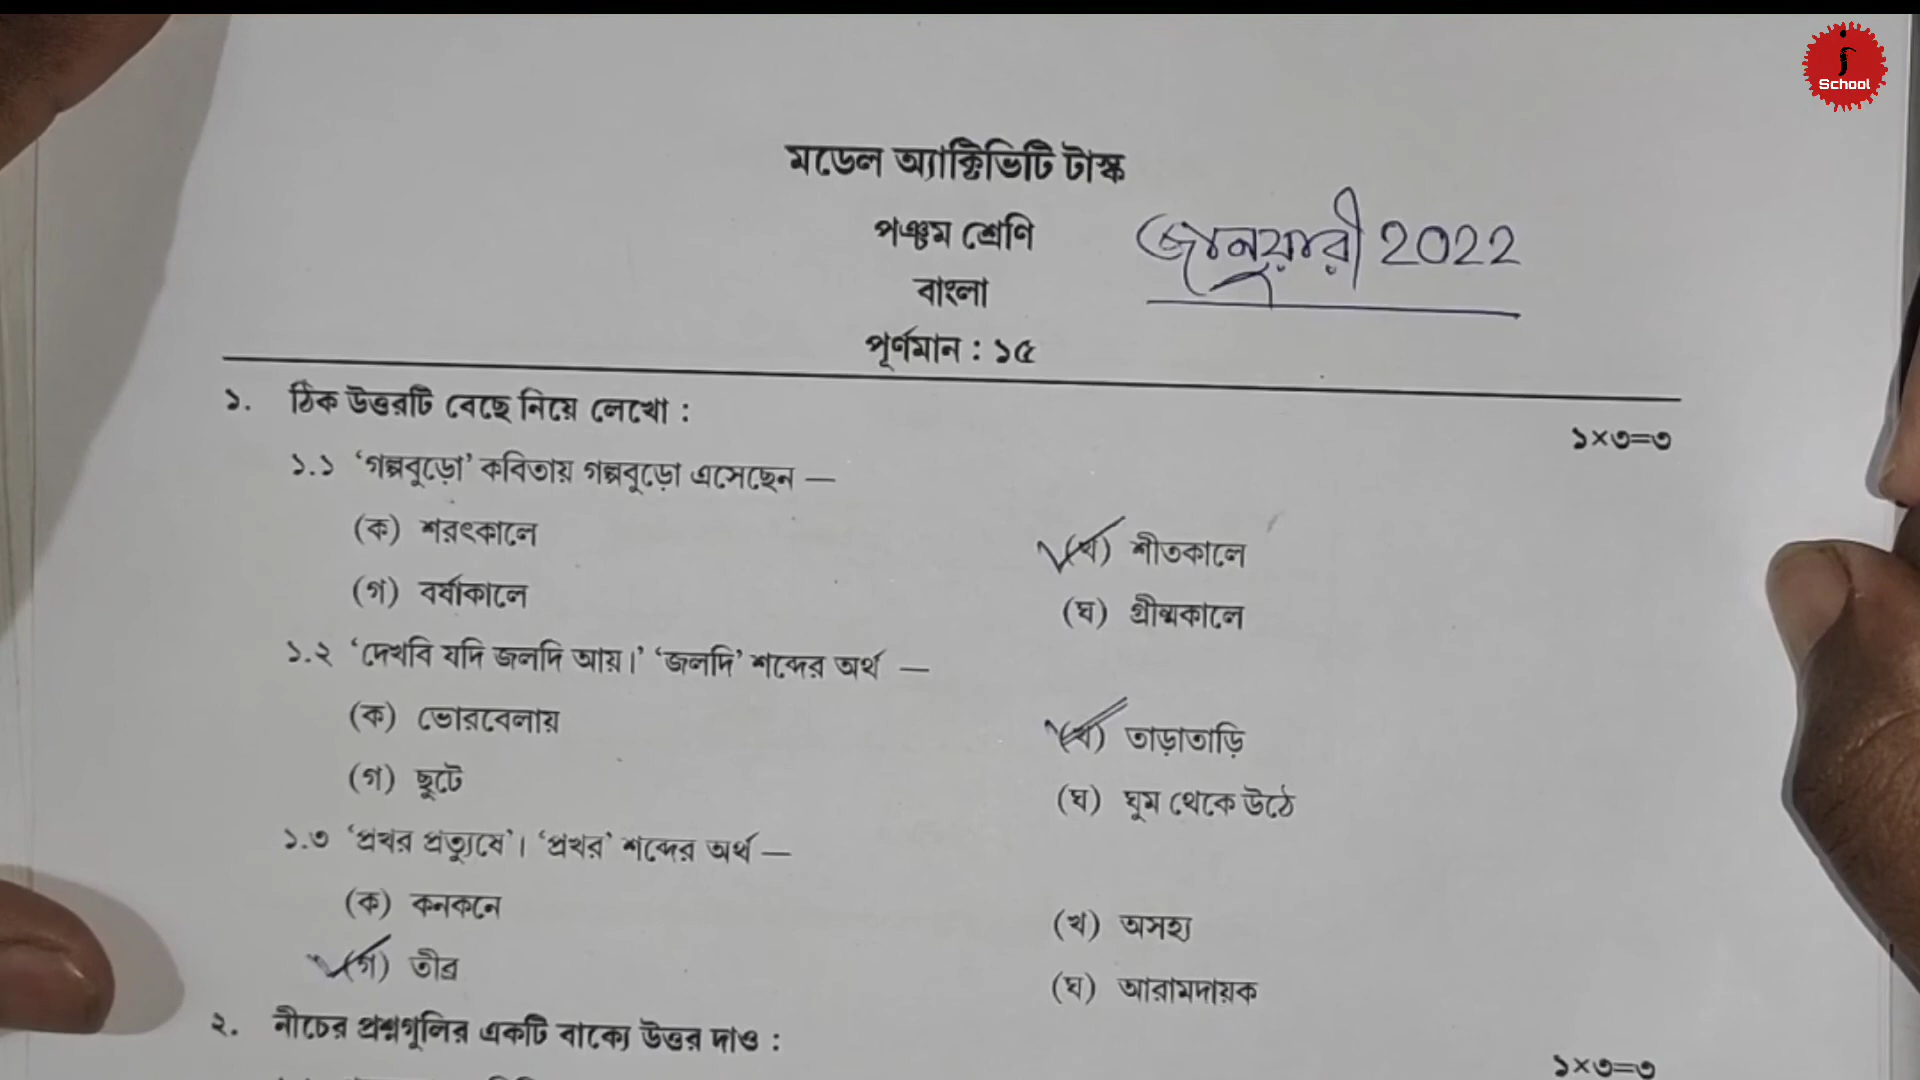 School
মডেল অ্যাক্টিভিটি টাস্ক
পঞ্চম শ্রেণি
জানুয়ারী 2022
বাংলা
পূর্ণমান : ১৫
১. ঠিক উত্তরটি বেছে নিয়ে লেখো : ১×৩=৩
১.১ ‘গল্পবুড়ো’ কবিতায় গল্পবুড়ো এসেছেন —
(ক) শরৎকালে (খ) শীতকালে
(গ) বর্ষাকালে (ঘ) গ্রীষ্মকালে
১.২ ‘দেখবি যদি জলদি আয়।’ ‘জলদি’ শব্দের অর্থ —
(ক) ভোরবেলায় (খ) তাড়াতাড়ি
(গ) ছুটে (ঘ) ঘুম থেকে উঠে
১.৩ ‘প্রখর প্রত্যুষে’। ‘প্রখর’ শব্দের অর্থ —
(ক) কনকনে (খ) অসহ্য
(গ) তীব্র (ঘ) আরামদায়ক
২. নীচের প্রশ্নগুলির একটি বাক্যে উত্তর দাও : ১×৩=৩